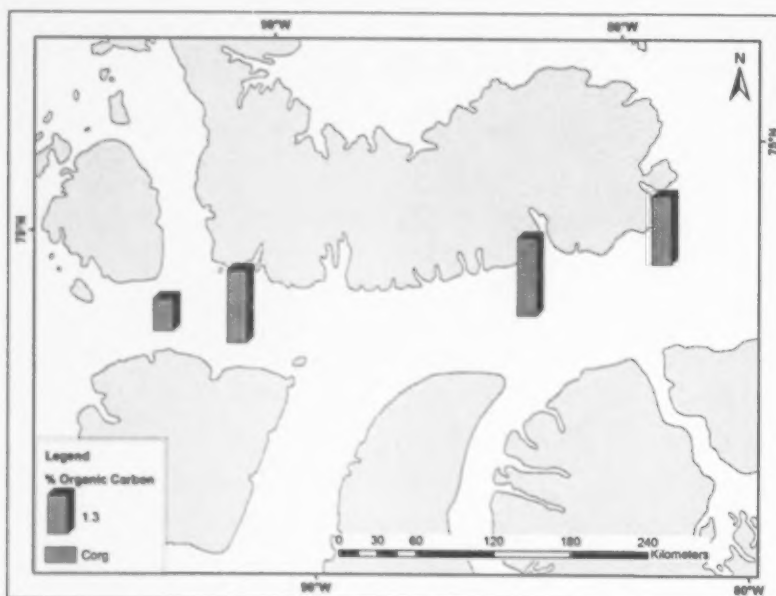 90°W 80°W
N
75°N
75°N
Legend
% Organic Carbon
1.3
Corg
0 30 60 120 180 240
Kilometers
90°W 80°W